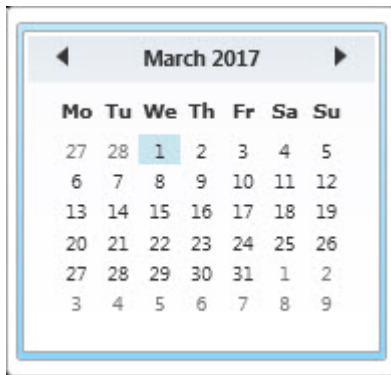 March 2017
Mo Tu We Th Fr Sa Su
27 28 1 2 3 4 5
6 7 8 9 10 11 12
13 14 15 16 17 18 19
20 21 22 23 24 25 26
27 28 29 30 31 1 2
3 4 5 6 7 8 9